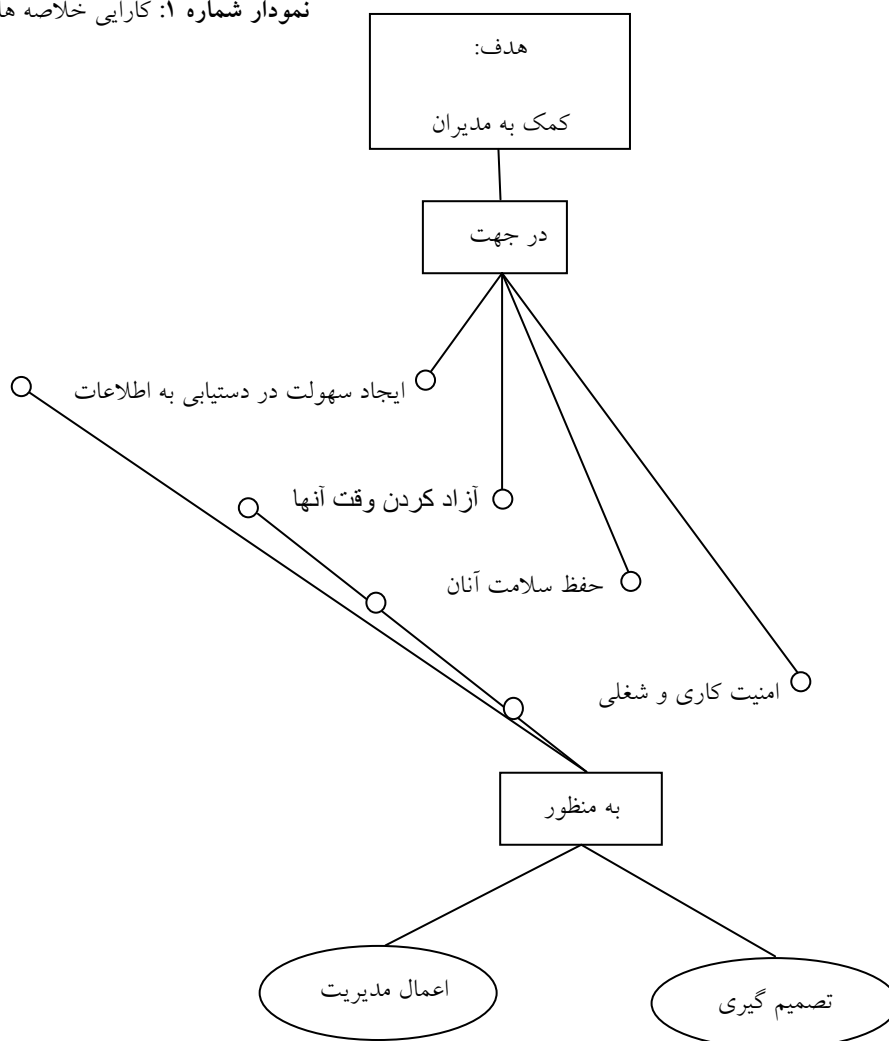 نمودار شماره ۱: کارایی خلاصه ها
هدف:
کمک به مدیران
در جهت
ایجاد سهولت در دستیابی به اطلاعات
آزاد کردن وقت آنها
حفظ سلامت آنان
امنیت کاری و شغلی
به منظور
اعمال مدیریت
تصمیم گیری